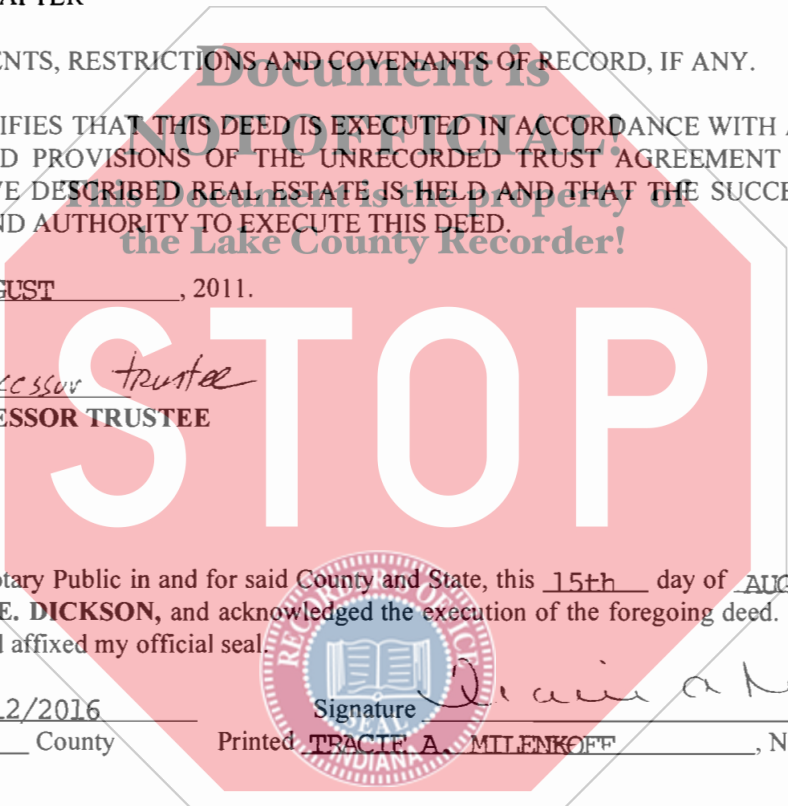 ENTS, RESTRICTIONS AND COVENANTS OF RECORD, IF ANY.
Document is
NOT OFFICIAL!
This Document is the property of
the Lake County Recorder!
IFIES THAT THIS DEED IS EXECUTED IN ACCORDANCE WITH
D PROVISIONS OF THE UNRECORDED TRUST AGREEMENT
VE DESCRIBED REAL ESTATE IS HELD AND THAT THE SUCCE
ND AUTHORITY TO EXECUTE THIS DEED.
GUST, 2011.
STOP
cessor trustee
ESSOR TRUSTEE
otary Public in and for said County and State, this 15th day of AUG
E. DICKSON, and acknowledged the execution of the foregoing deed.
d affixed my official seal.
RECORDER'S OFFICE
SEAL
INDIANA
12/2016 Signature
County Printed TRACIE A. MILENKOFF, N